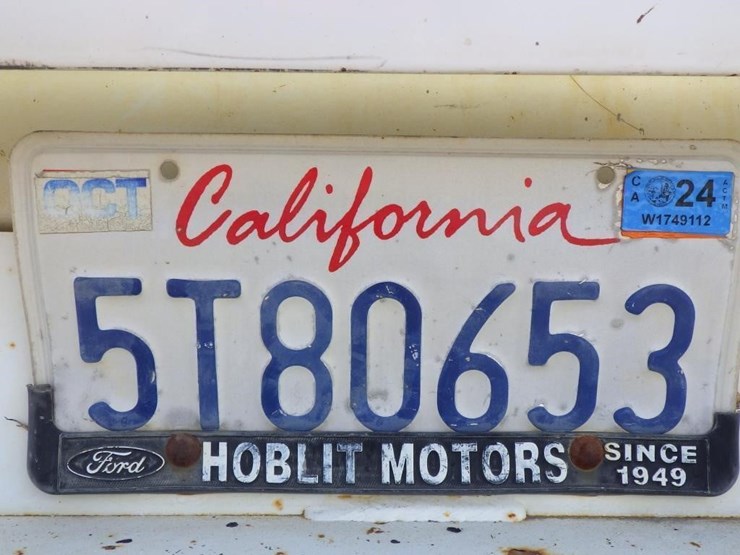 OCT
California
CA 24
W1749112
5T80653
Ford HOBLIT MOTORS SINCE
1949